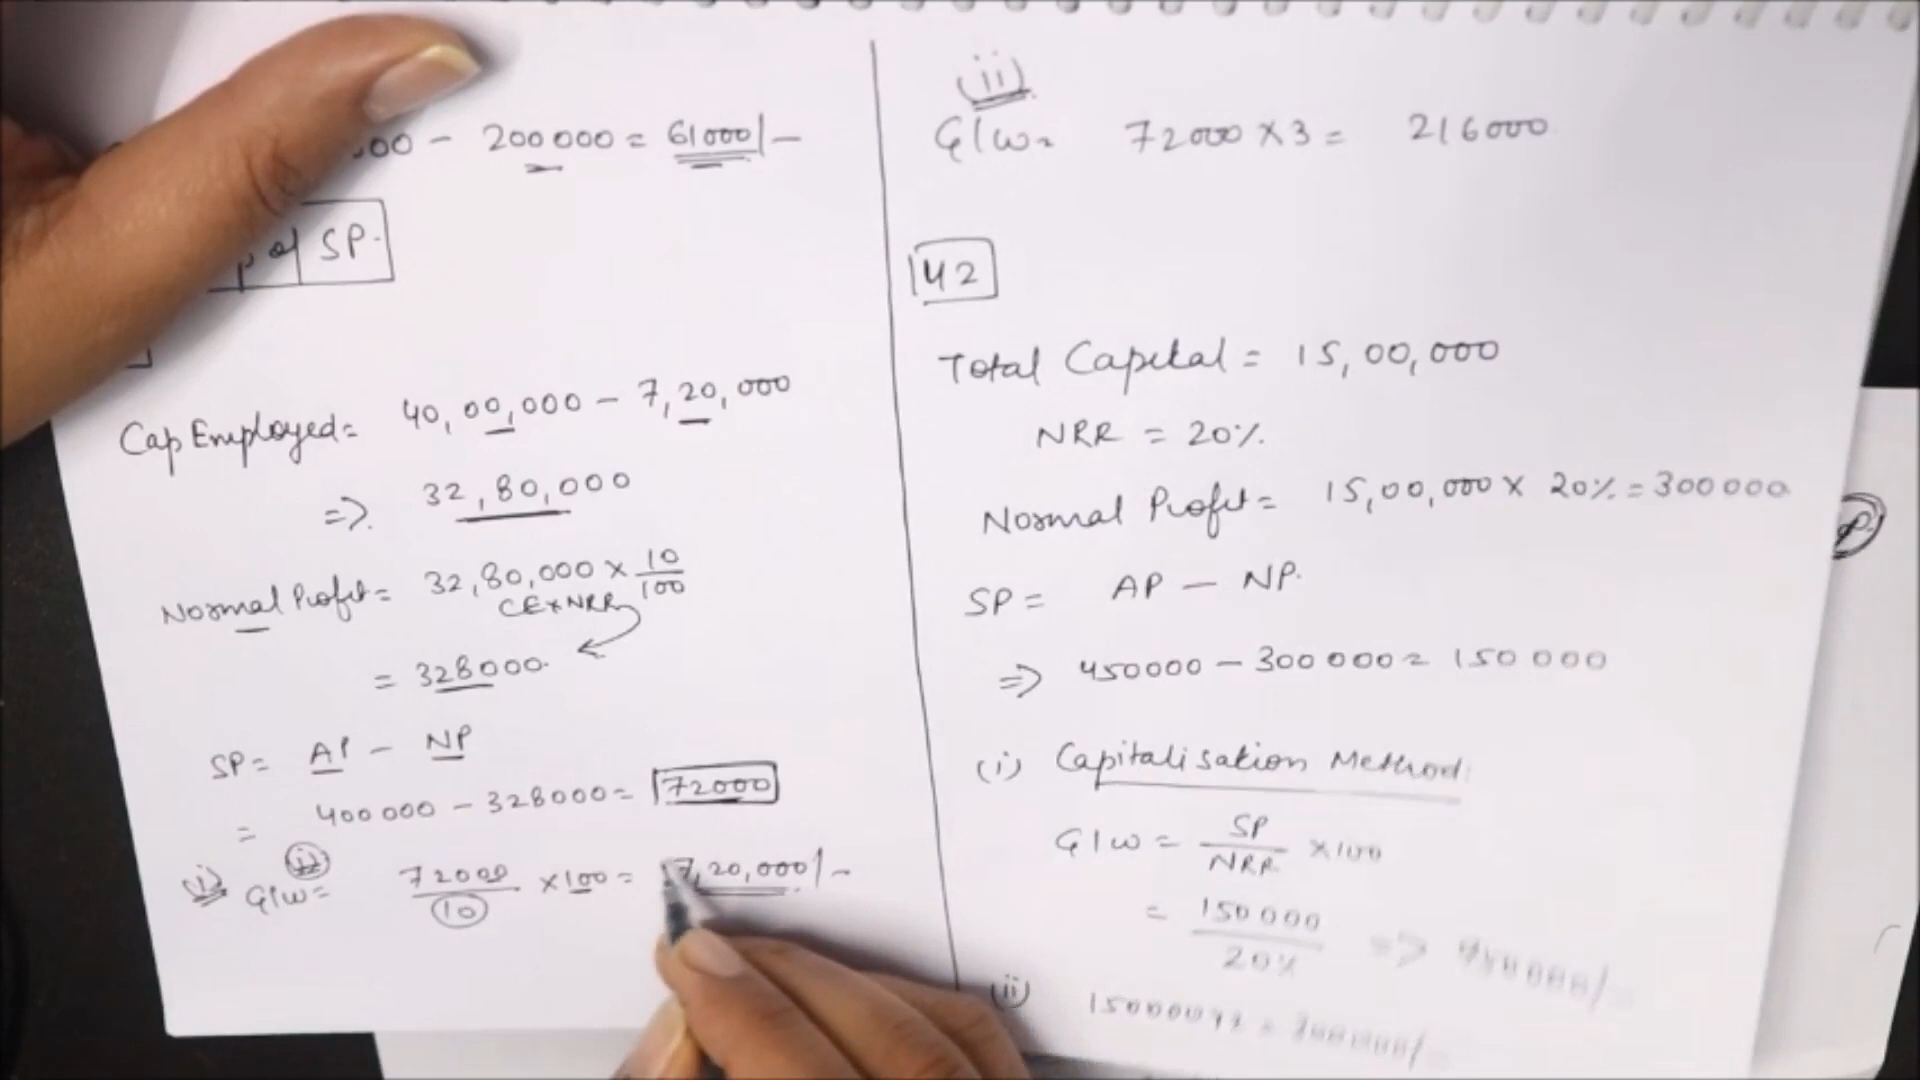 00 - 200000 = 61000/-
of SP.
Cap Employed = 40,00,000 - 7,20,000
=> 32,80,000
Normal Profit = 32,80,000 × 10/100
CE×NRR
= 328000.
SP = AP - NP
= 400000 - 328000 = 72000
(i) (ii) G/W = 72000/10 ×100 = 7,20,000/-
(ii)
G/W = 72000 × 3 = 216000
42
Total Capital = 15,00,000
NRR = 20%.
Normal Profit = 15,00,000 × 20% = 300000
SP = AP - NP.
=> 450000 - 300000 = 150000
(i) Capitalisation Method:
G/W = SP/NRR ×100
= 150000/20% =>
(ii)
P